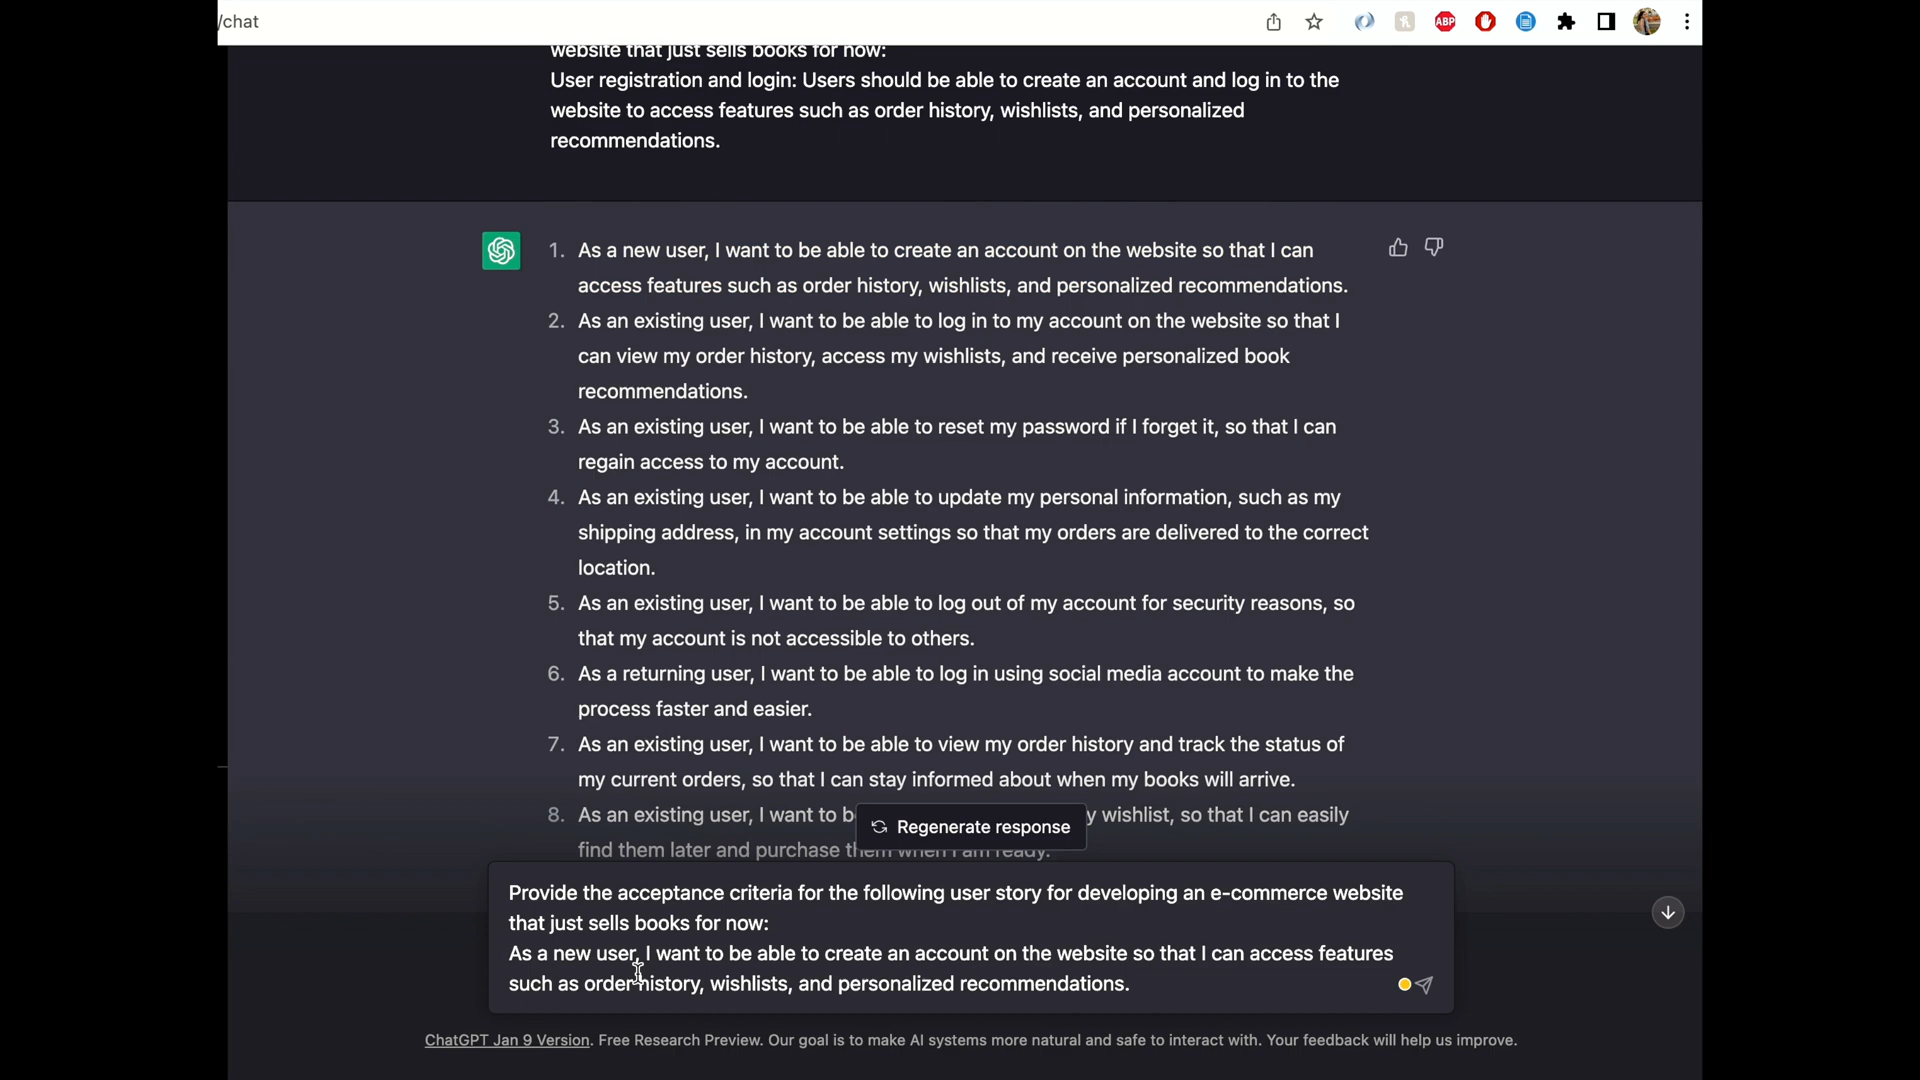 /chat
ABP
website that just sells books for now:
User registration and login: Users should be able to create an account and log in to the
website to access features such as order history, wishlists, and personalized
recommendations.
1. As a new user, I want to be able to create an account on the website so that I can
access features such as order history, wishlists, and personalized recommendations.
2. As an existing user, I want to be able to log in to my account on the website so that I
can view my order history, access my wishlists, and receive personalized book
recommendations.
3. As an existing user, I want to be able to reset my password if I forget it, so that I can
regain access to my account.
4. As an existing user, I want to be able to update my personal information, such as my
shipping address, in my account settings so that my orders are delivered to the correct
location.
5. As an existing user, I want to be able to log out of my account for security reasons, so
that my account is not accessible to others.
6. As a returning user, I want to be able to log in using social media account to make the
process faster and easier.
7. As an existing user, I want to be able to view my order history and track the status of
my current orders, so that I can stay informed about when my books will arrive.
8. As an existing user, I want to b y wishlist, so that I can easily
Regenerate response
find them later and purchase them when I am ready.
Provide the acceptance criteria for the following user story for developing an e-commerce website
that just sells books for now:
As a new user, I want to be able to create an account on the website so that I can access features
such as order history, wishlists, and personalized recommendations.
ChatGPT Jan 9 Version. Free Research Preview. Our goal is to make AI systems more natural and safe to interact with. Your feedback will help us improve.